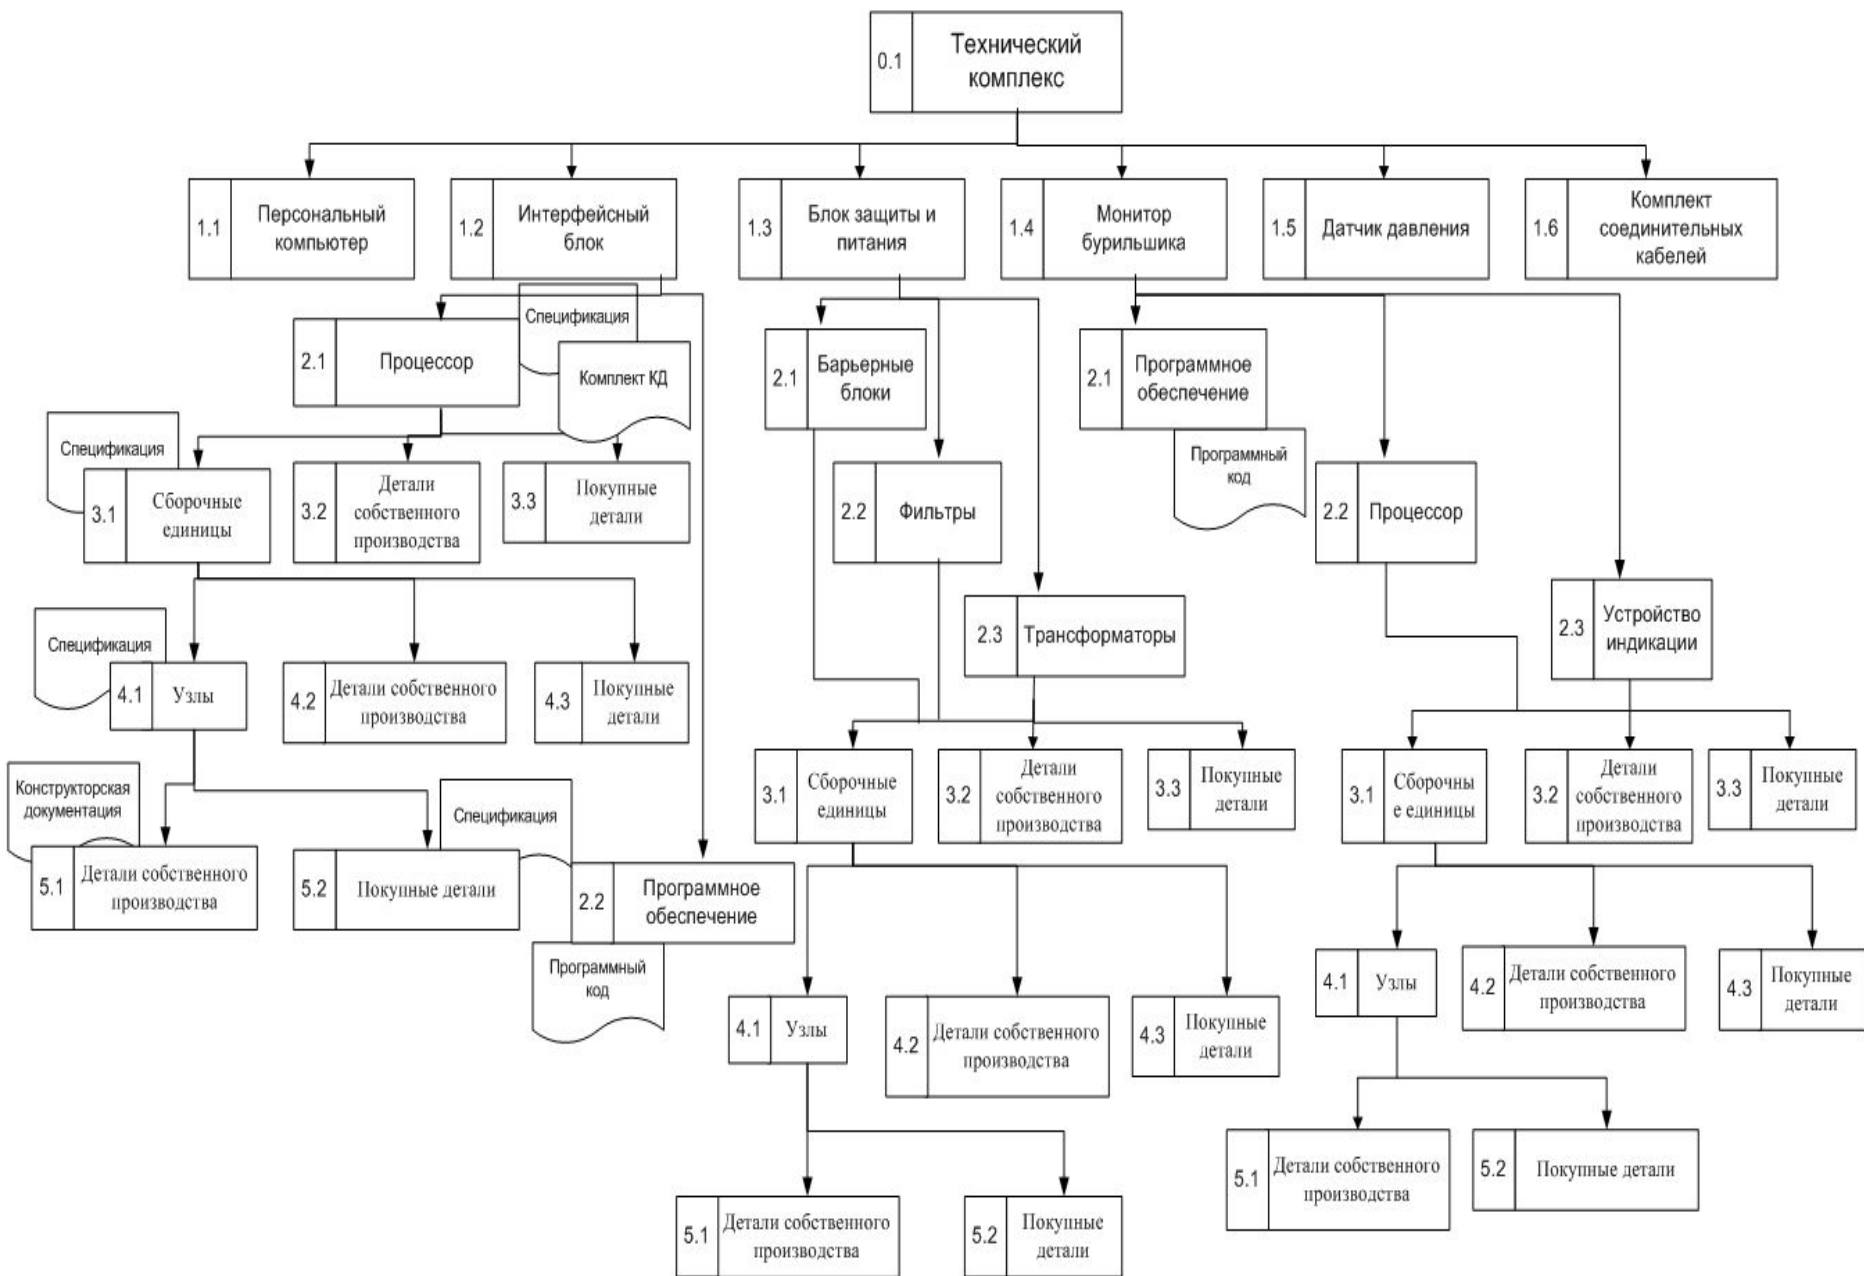 0.1
Технический
комплекс
1.1
Персональный
компьютер
1.2
Интерфейсный
блок
1.3
Блок защиты и
питания
1.4
Монитор
бурильшика
1.5
Датчик давления
1.6
Комплект
соединительных
кабелей
2.1
Процессор
Спецификация
Комплект КД
2.1
Барьерные
блоки
2.1
Программное
обеспечение
Программный
код
Спецификация
3.1
Сборочные
единицы
3.2
Детали
собственного
производства
3.3
Покупные
детали
2.2
Фильтры
2.2
Процессор
2.3
Трансформаторы
2.3
Устройство
индикации
Спецификация
4.1
Узлы
4.2
Детали собственного
производства
4.3
Покупные
детали
3.1
Сборочные
единицы
3.2
Детали
собственного
производства
3.3
Покупные
детали
3.1
Сборочны
е единицы
3.2
Детали
собственного
производства
3.3
Покупные
детали
Конструкторская
документация
5.1
Детали собственного
производства
5.2
Покупные детали
Спецификация
2.2
Программное
обеспечение
Программный
код
4.1
Узлы
4.2
Детали собственного
производства
4.3
Покупные
детали
4.1
Узлы
4.2
Детали собственного
производства
4.3
Покупные
детали
5.1
Детали собственного
производства
5.2
Покупные
детали
5.1
Детали собственного
производства
5.2
Покупные детали